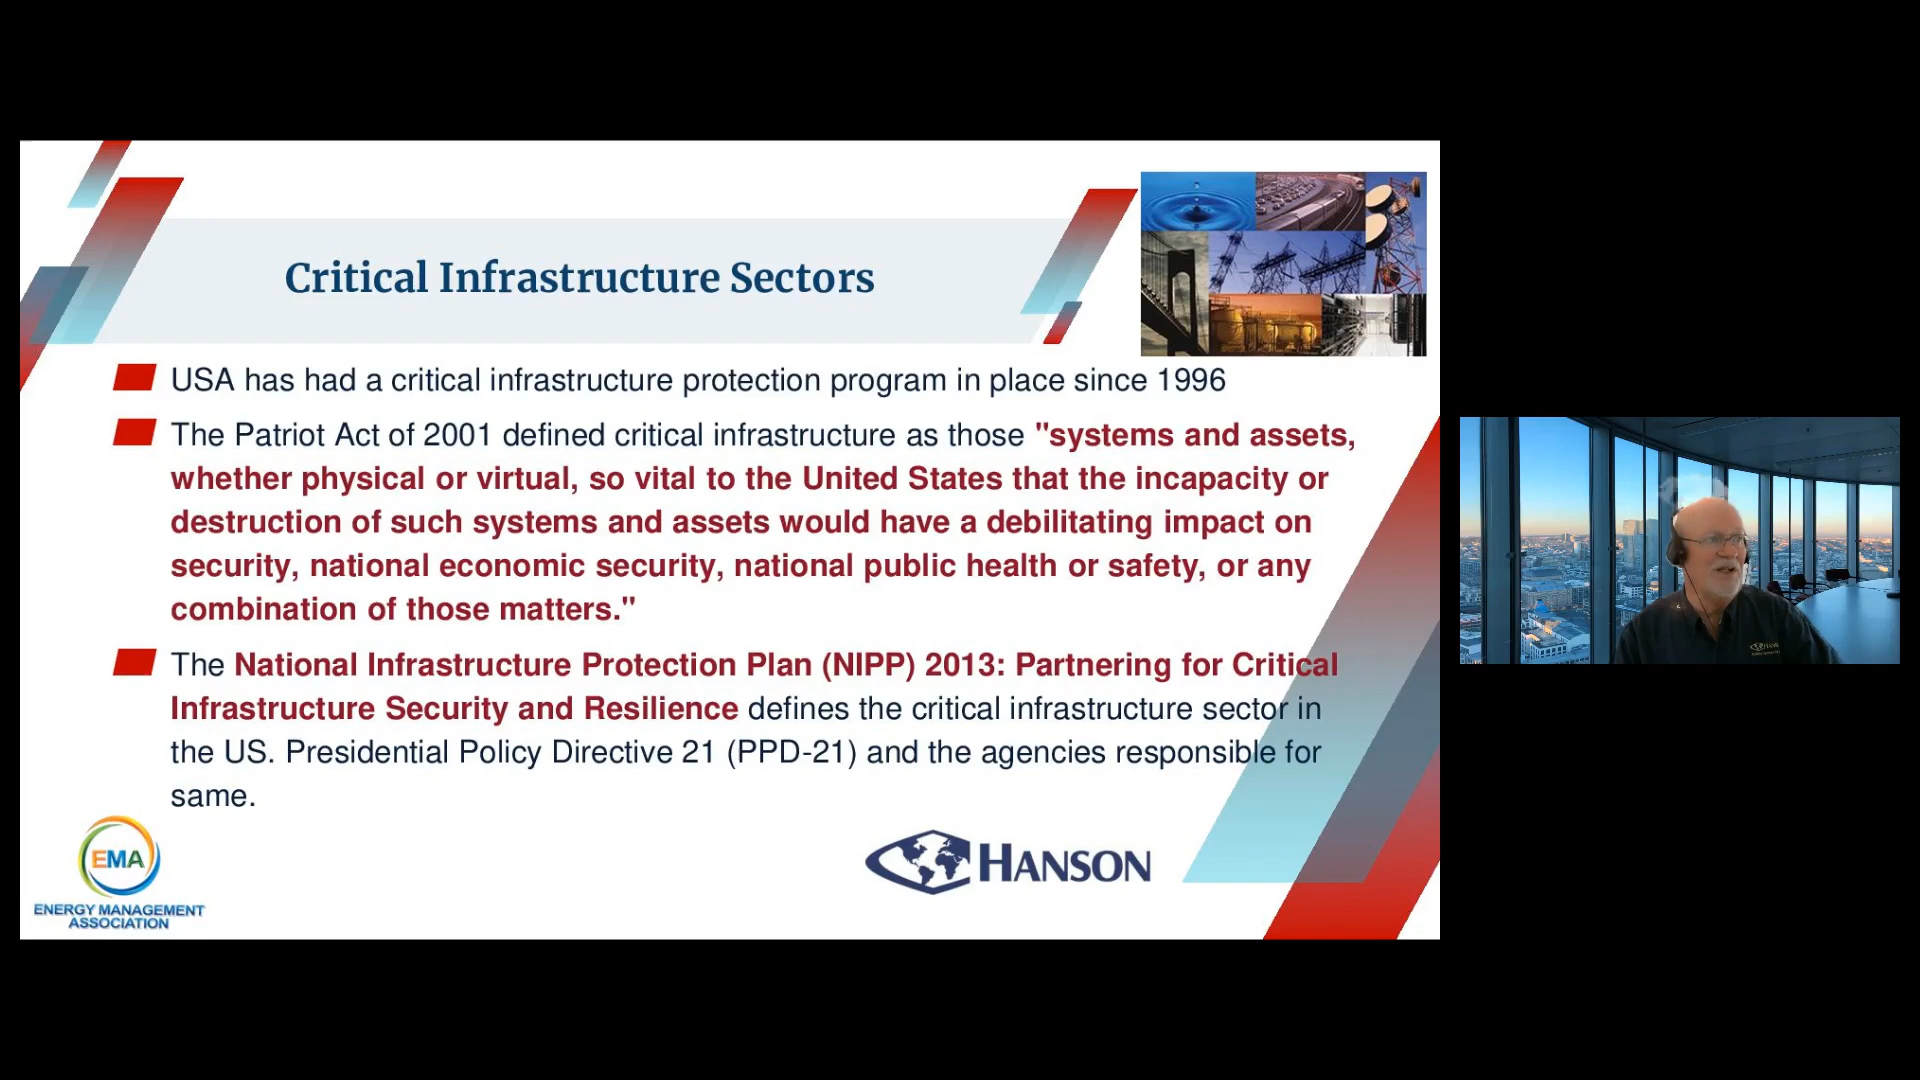 Critical Infrastructure Sectors
USA has had a critical infrastructure protection program in place since 1996
The Patriot Act of 2001 defined critical infrastructure as those "systems and assets,
whether physical or virtual, so vital to the United States that the incapacity or
destruction of such systems and assets would have a debilitating impact on
security, national economic security, national public health or safety, or any
combination of those matters."
The National Infrastructure Protection Plan (NIPP) 2013: Partnering for Critical
Infrastructure Security and Resilience defines the critical infrastructure sector in
the US. Presidential Policy Directive 21 (PPD-21) and the agencies responsible for
same.
EMA
ENERGY MANAGEMENT
ASSOCIATION
HANSON